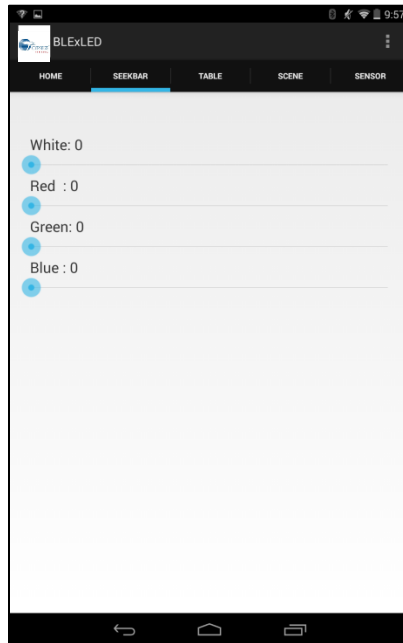 9:57
BLExLED
HOME SEEKBAR TABLE SCENE SENSOR
White: 0
Red : 0
Green: 0
Blue : 0